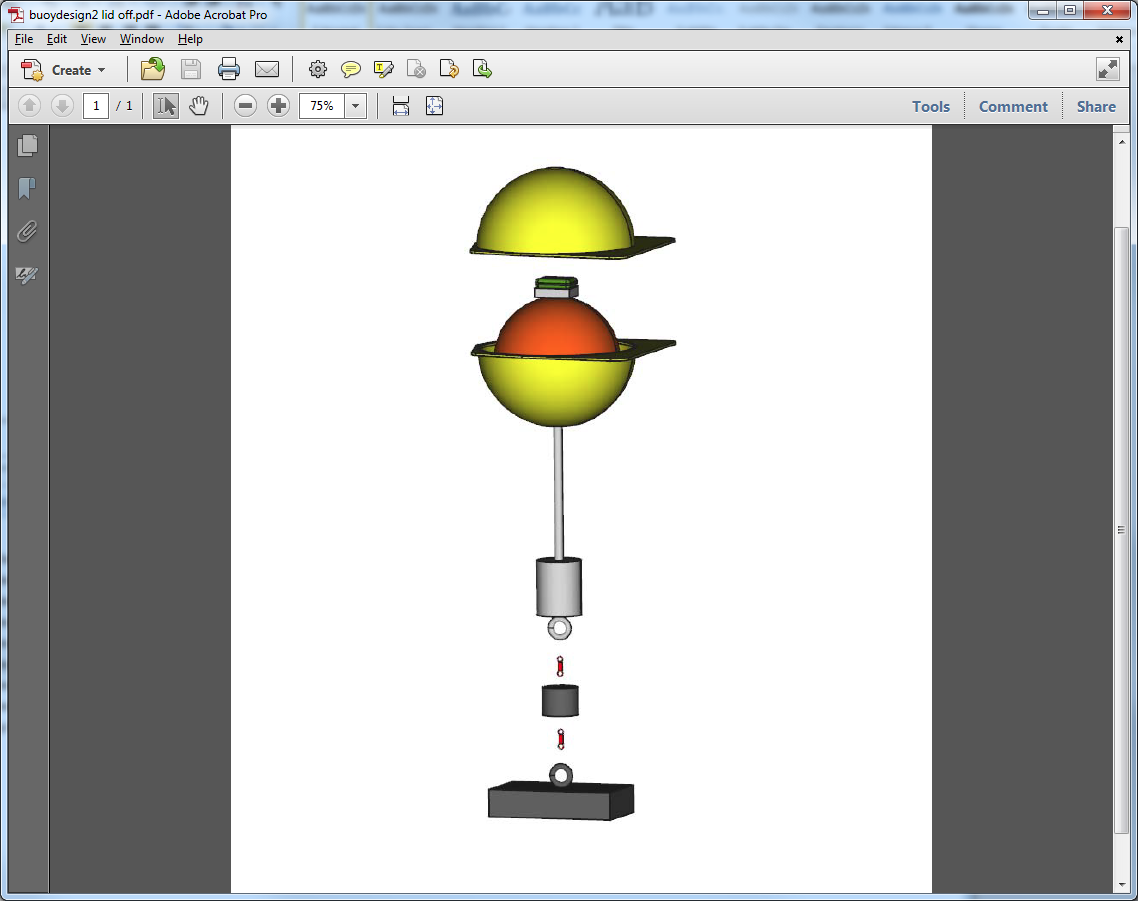 buoydesign2 lid off.pdf - Adobe Acrobat Pro
File Edit View Window Help
Create
1 / 1 75% Tools Comment Share